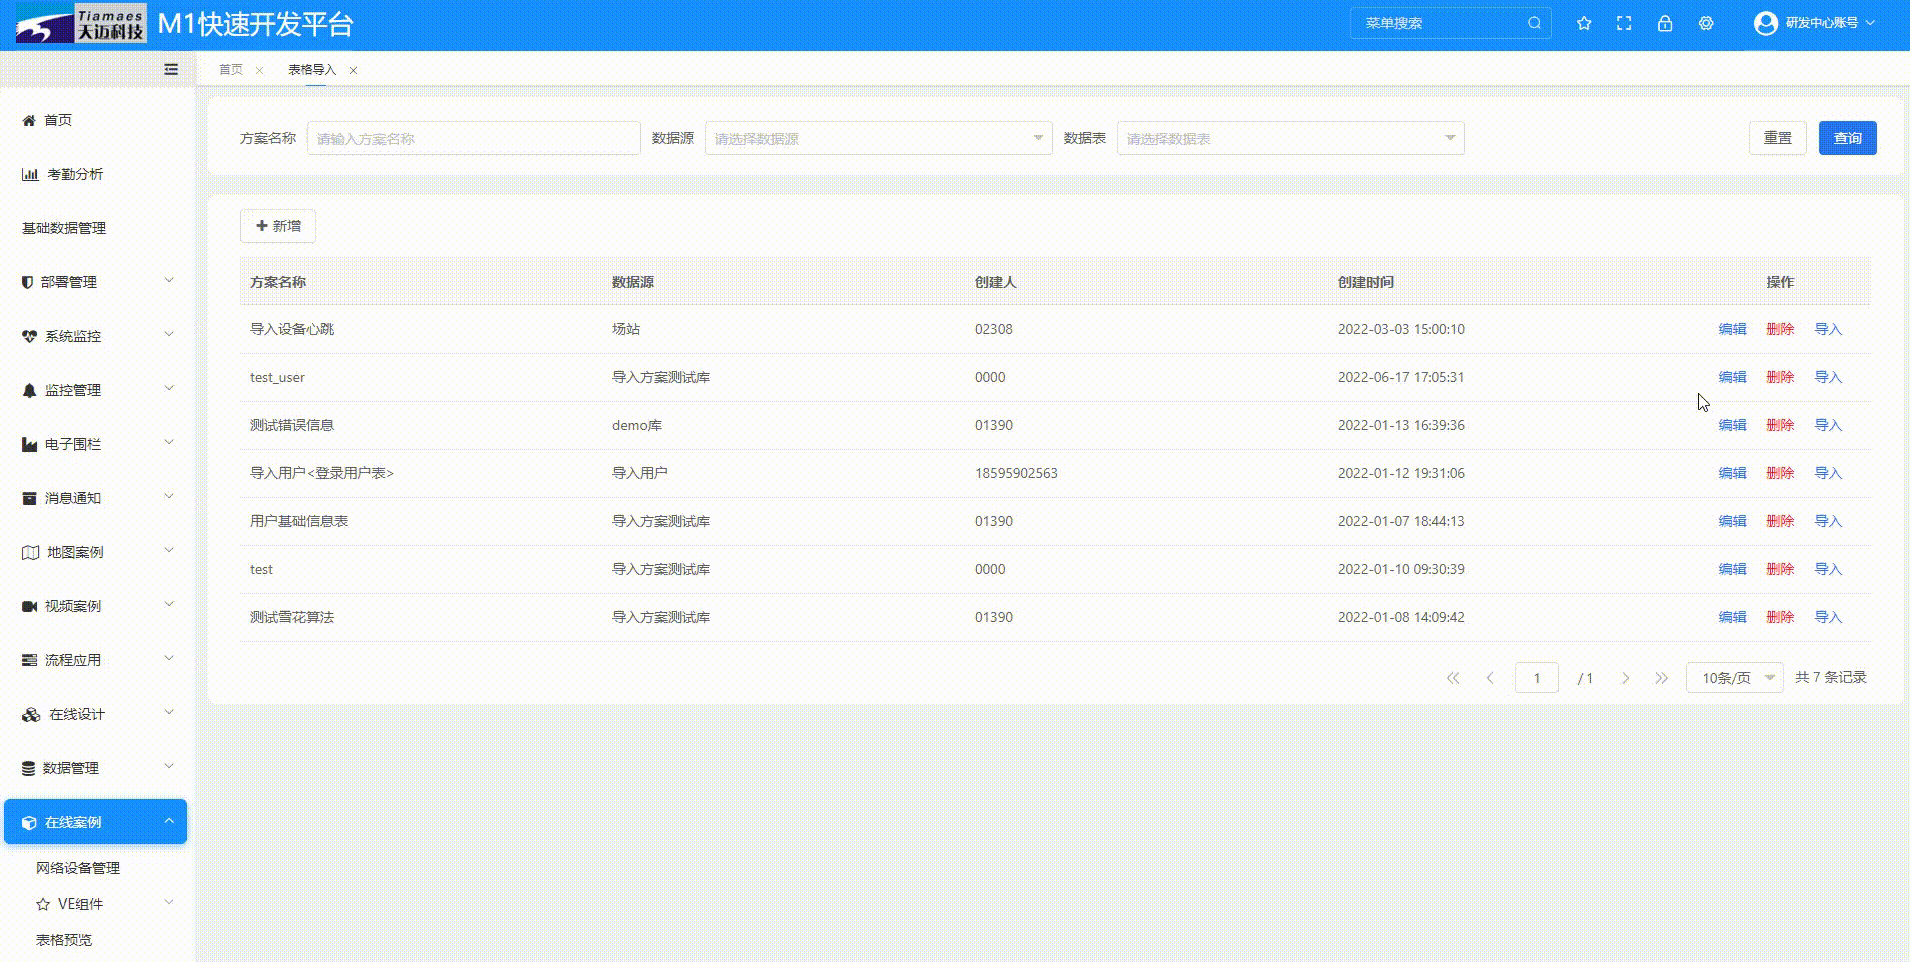 Tiamaes
天迈科技
M1快速开发平台
菜单搜索
研发中心账号
首页
表格导入
首页
考勤分析
基础数据管理
部署管理
系统监控
监控管理
电子围栏
消息通知
地图案例
视频案例
流程应用
在线设计
数据管理
在线案例
网络设备管理
VE组件
表格预览
方案名称 请输入方案名称 数据源 请选择数据源 数据表 请选择数据表 重置 查询
新增
方案名称 数据源 创建人 创建时间 操作
导入设备心跳 场站 02308 2022-03-03 15:00:10 编辑 删除 导入
test_user 导入方案测试库 0000 2022-06-17 17:05:31 编辑 删除 导入
测试错误信息 demo库 01390 2022-01-13 16:39:36 编辑 删除 导入
导入用户<登录用户表> 导入用户 18595902563 2022-01-12 19:31:06 编辑 删除 导入
用户基础信息表 导入方案测试库 01390 2022-01-07 18:44:13 编辑 删除 导入
test 导入方案测试库 0000 2022-01-10 09:30:39 编辑 删除 导入
测试雪花算法 导入方案测试库 01390 2022-01-08 14:09:42 编辑 删除 导入
1 / 1 10条/页 共 7 条记录